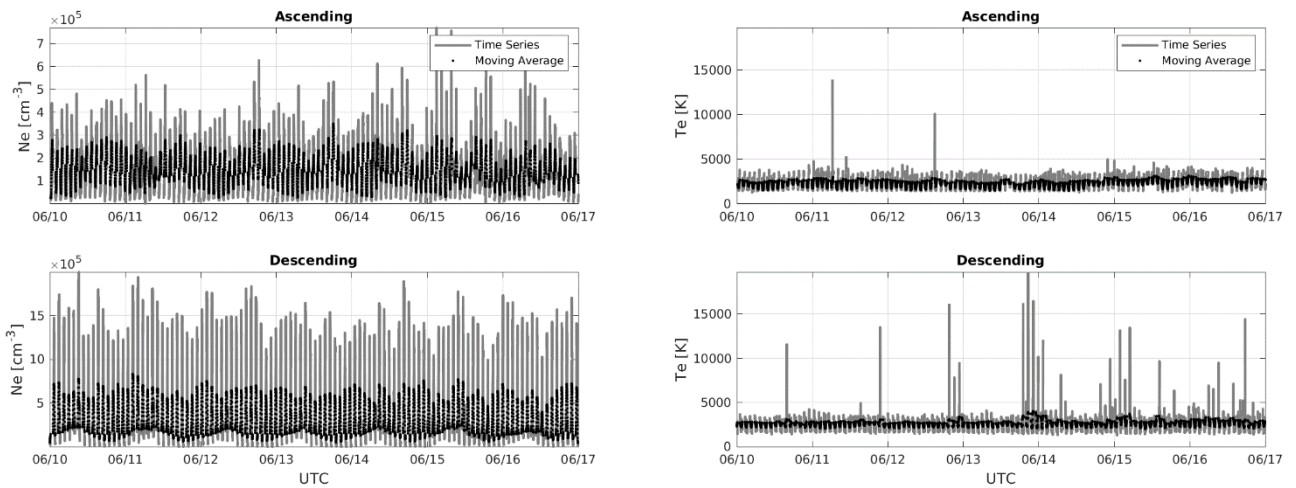 Ascending
×10⁵
Ne [cm⁻³]
7
6
5
4
3
2
1
Time Series
Moving Average
06/10 06/11 06/12 06/13 06/14 06/15 06/16 06/17
Ascending
Te [K]
15000
10000
5000
0
Time Series
Moving Average
06/10 06/11 06/12 06/13 06/14 06/15 06/16 06/17
Descending
×10⁵
Ne [cm⁻³]
15
10
5
06/10 06/11 06/12 06/13 06/14 06/15 06/16 06/17
UTC
Descending
Te [K]
15000
10000
5000
0
06/10 06/11 06/12 06/13 06/14 06/15 06/16 06/17
UTC